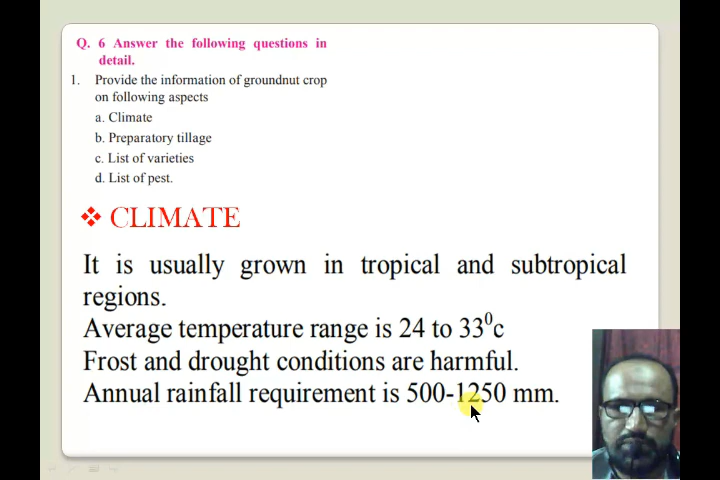 Q. 6 Answer the following questions in
detail.
1. Provide the information of groundnut crop
on following aspects
a. Climate
b. Preparatory tillage
c. List of varieties
d. List of pest.
❖ CLIMATE
It is usually grown in tropical and subtropical
regions.
Average temperature range is 24 to 33⁰c
Frost and drought conditions are harmful.
Annual rainfall requirement is 500-1250 mm.